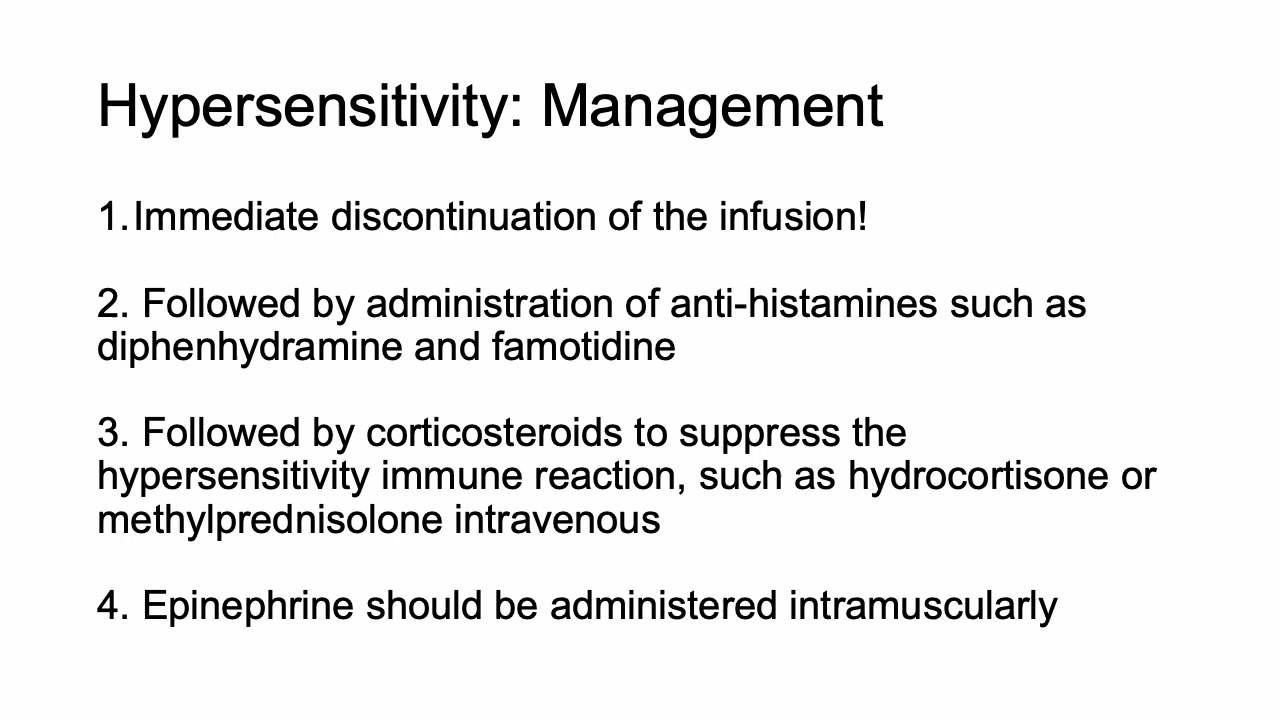 Hypersensitivity: Management
1. Immediate discontinuation of the infusion!
2. Followed by administration of anti-histamines such as
diphenhydramine and famotidine
3. Followed by corticosteroids to suppress the
hypersensitivity immune reaction, such as hydrocortisone or
methylprednisolone intravenous
4. Epinephrine should be administered intramuscularly